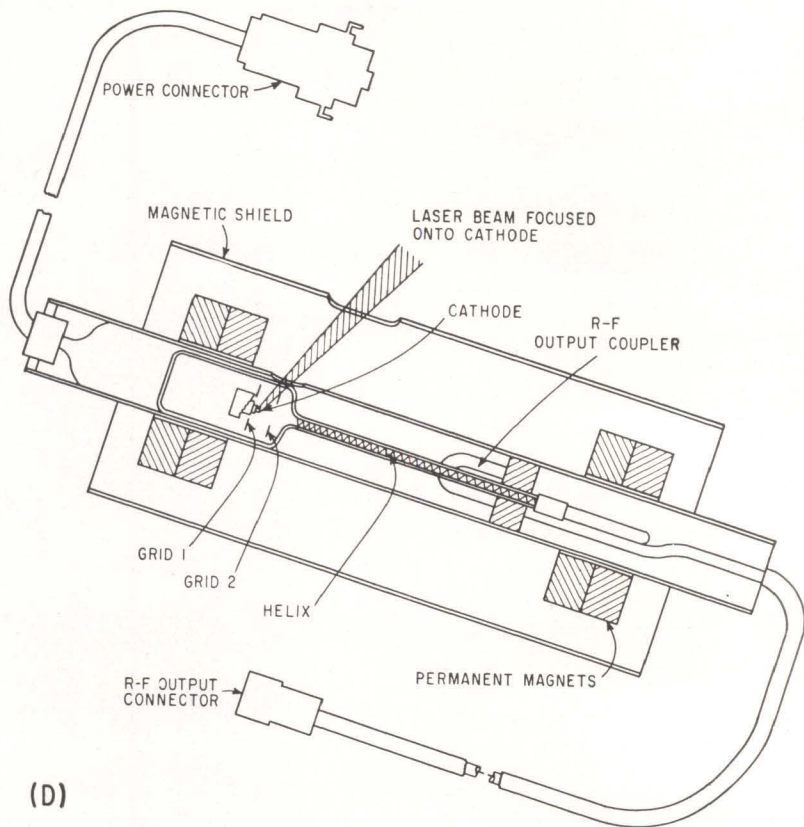 POWER CONNECTOR
MAGNETIC SHIELD
LASER BEAM FOCUSED
ONTO CATHODE
CATHODE
R-F
OUTPUT COUPLER
GRID 1
GRID 2
HELIX
PERMANENT MAGNETS
R-F OUTPUT
CONNECTOR
(D)